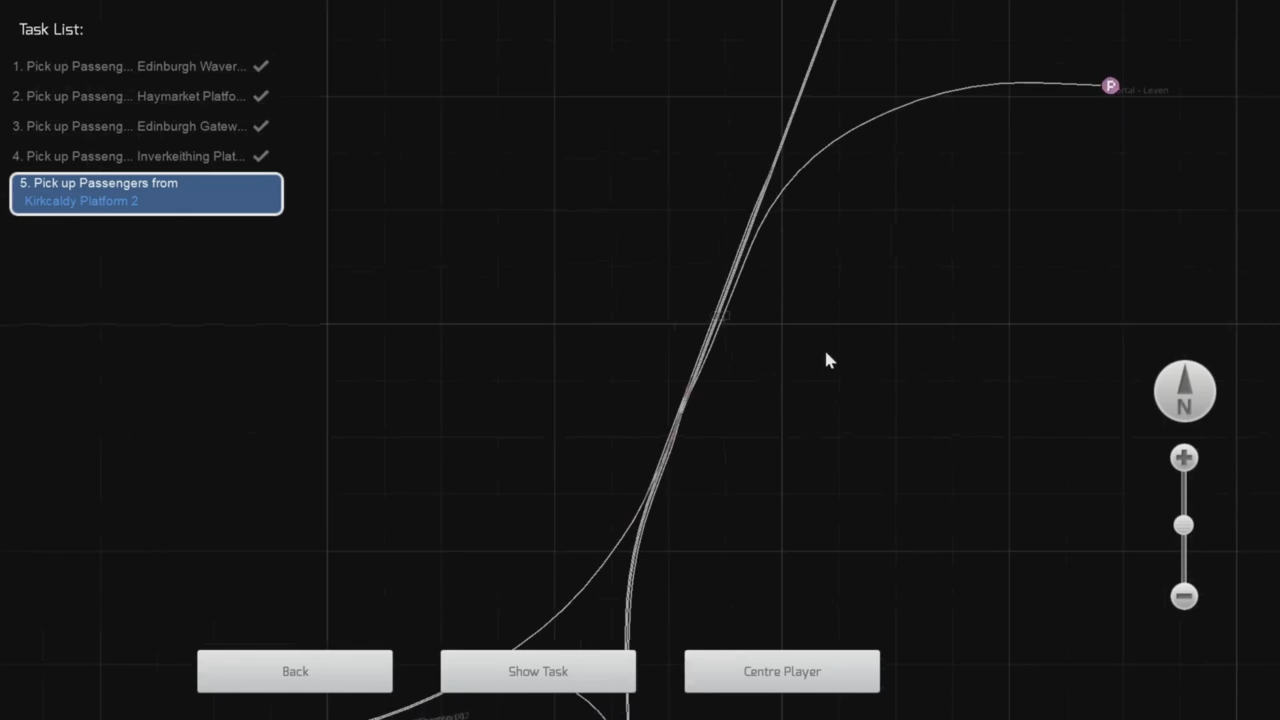 Task List:
1. Pick up Passeng... Edinburgh Waver...
2. Pick up Passeng... Haymarket Platfo...
3. Pick up Passeng... Edinburgh Gatew...
4. Pick up Passeng... Inverkeithing Plat...
5. Pick up Passengers from
Kirkcaldy Platform 2
P
rtal - Leven
N
Back
Show Task
Centre Player